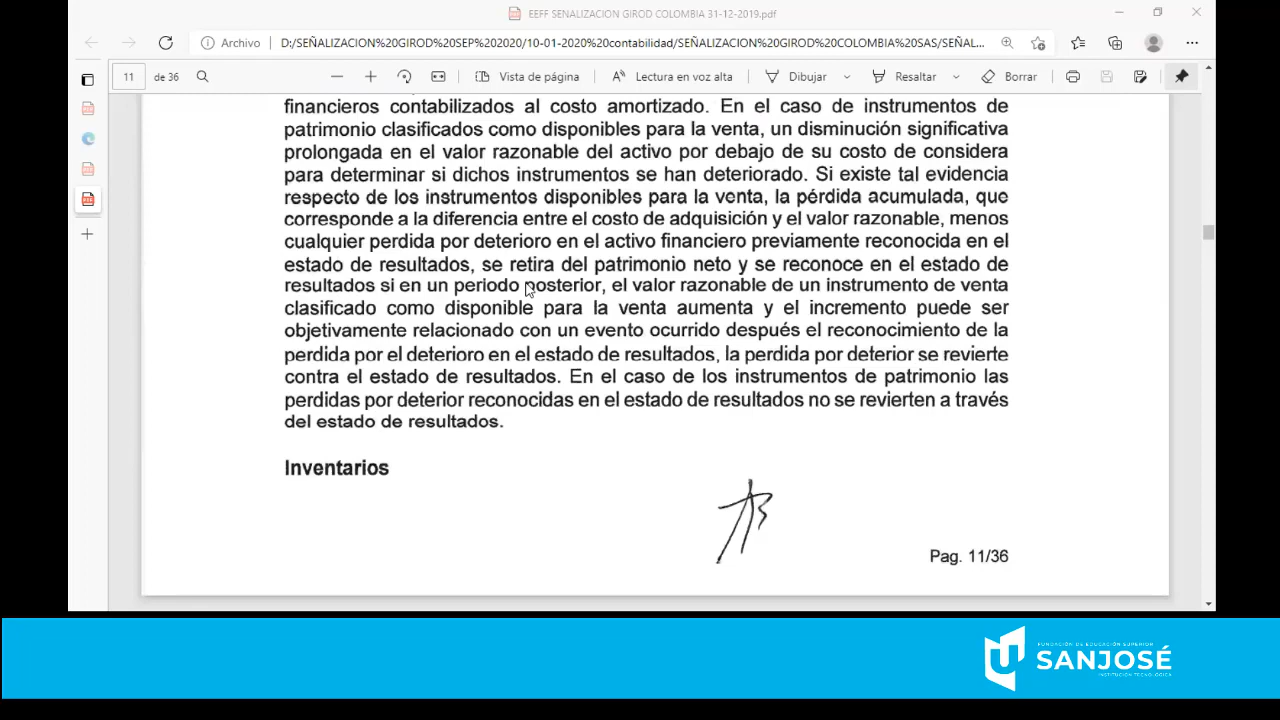 EEFF SENALIZACION GIROD COLOMBIA 31-12-2019.pdf
Archivo D:/SEÑALIZACION%20GIROD%20SEP%202020/10-01-2020%20contabilidad/SEÑALIZACION%20GIROD%20COLOMBIA%20SAS/SEÑAL...
11 de 36 Vista de página Lectura en voz alta Dibujar Resaltar Borrar
financieros contabilizados al costo amortizado. En el caso de instrumentos de
patrimonio clasificados como disponibles para la venta, un disminución significativa
prolongada en el valor razonable del activo por debajo de su costo de considera
para determinar si dichos instrumentos se han deteriorado. Si existe tal evidencia
respecto de los instrumentos disponibles para la venta, la pérdida acumulada, que
corresponde a la diferencia entre el costo de adquisición y el valor razonable, menos
cualquier perdida por deterioro en el activo financiero previamente reconocida en el
estado de resultados, se retira del patrimonio neto y se reconoce en el estado de
resultados si en un periodo posterior, el valor razonable de un instrumento de venta
clasificado como disponible para la venta aumenta y el incremento puede ser
objetivamente relacionado con un evento ocurrido después el reconocimiento de la
perdida por el deterioro en el estado de resultados, la perdida por deterior se revierte
contra el estado de resultados. En el caso de los instrumentos de patrimonio las
perdidas por deterior reconocidas en el estado de resultados no se revierten a través
del estado de resultados.
Inventarios
Pag. 11/36
FUNDACIÓN DE EDUCACIÓN SUPERIOR
SANJOSÉ
INSTITUCIÓN TECNOLÓGICA